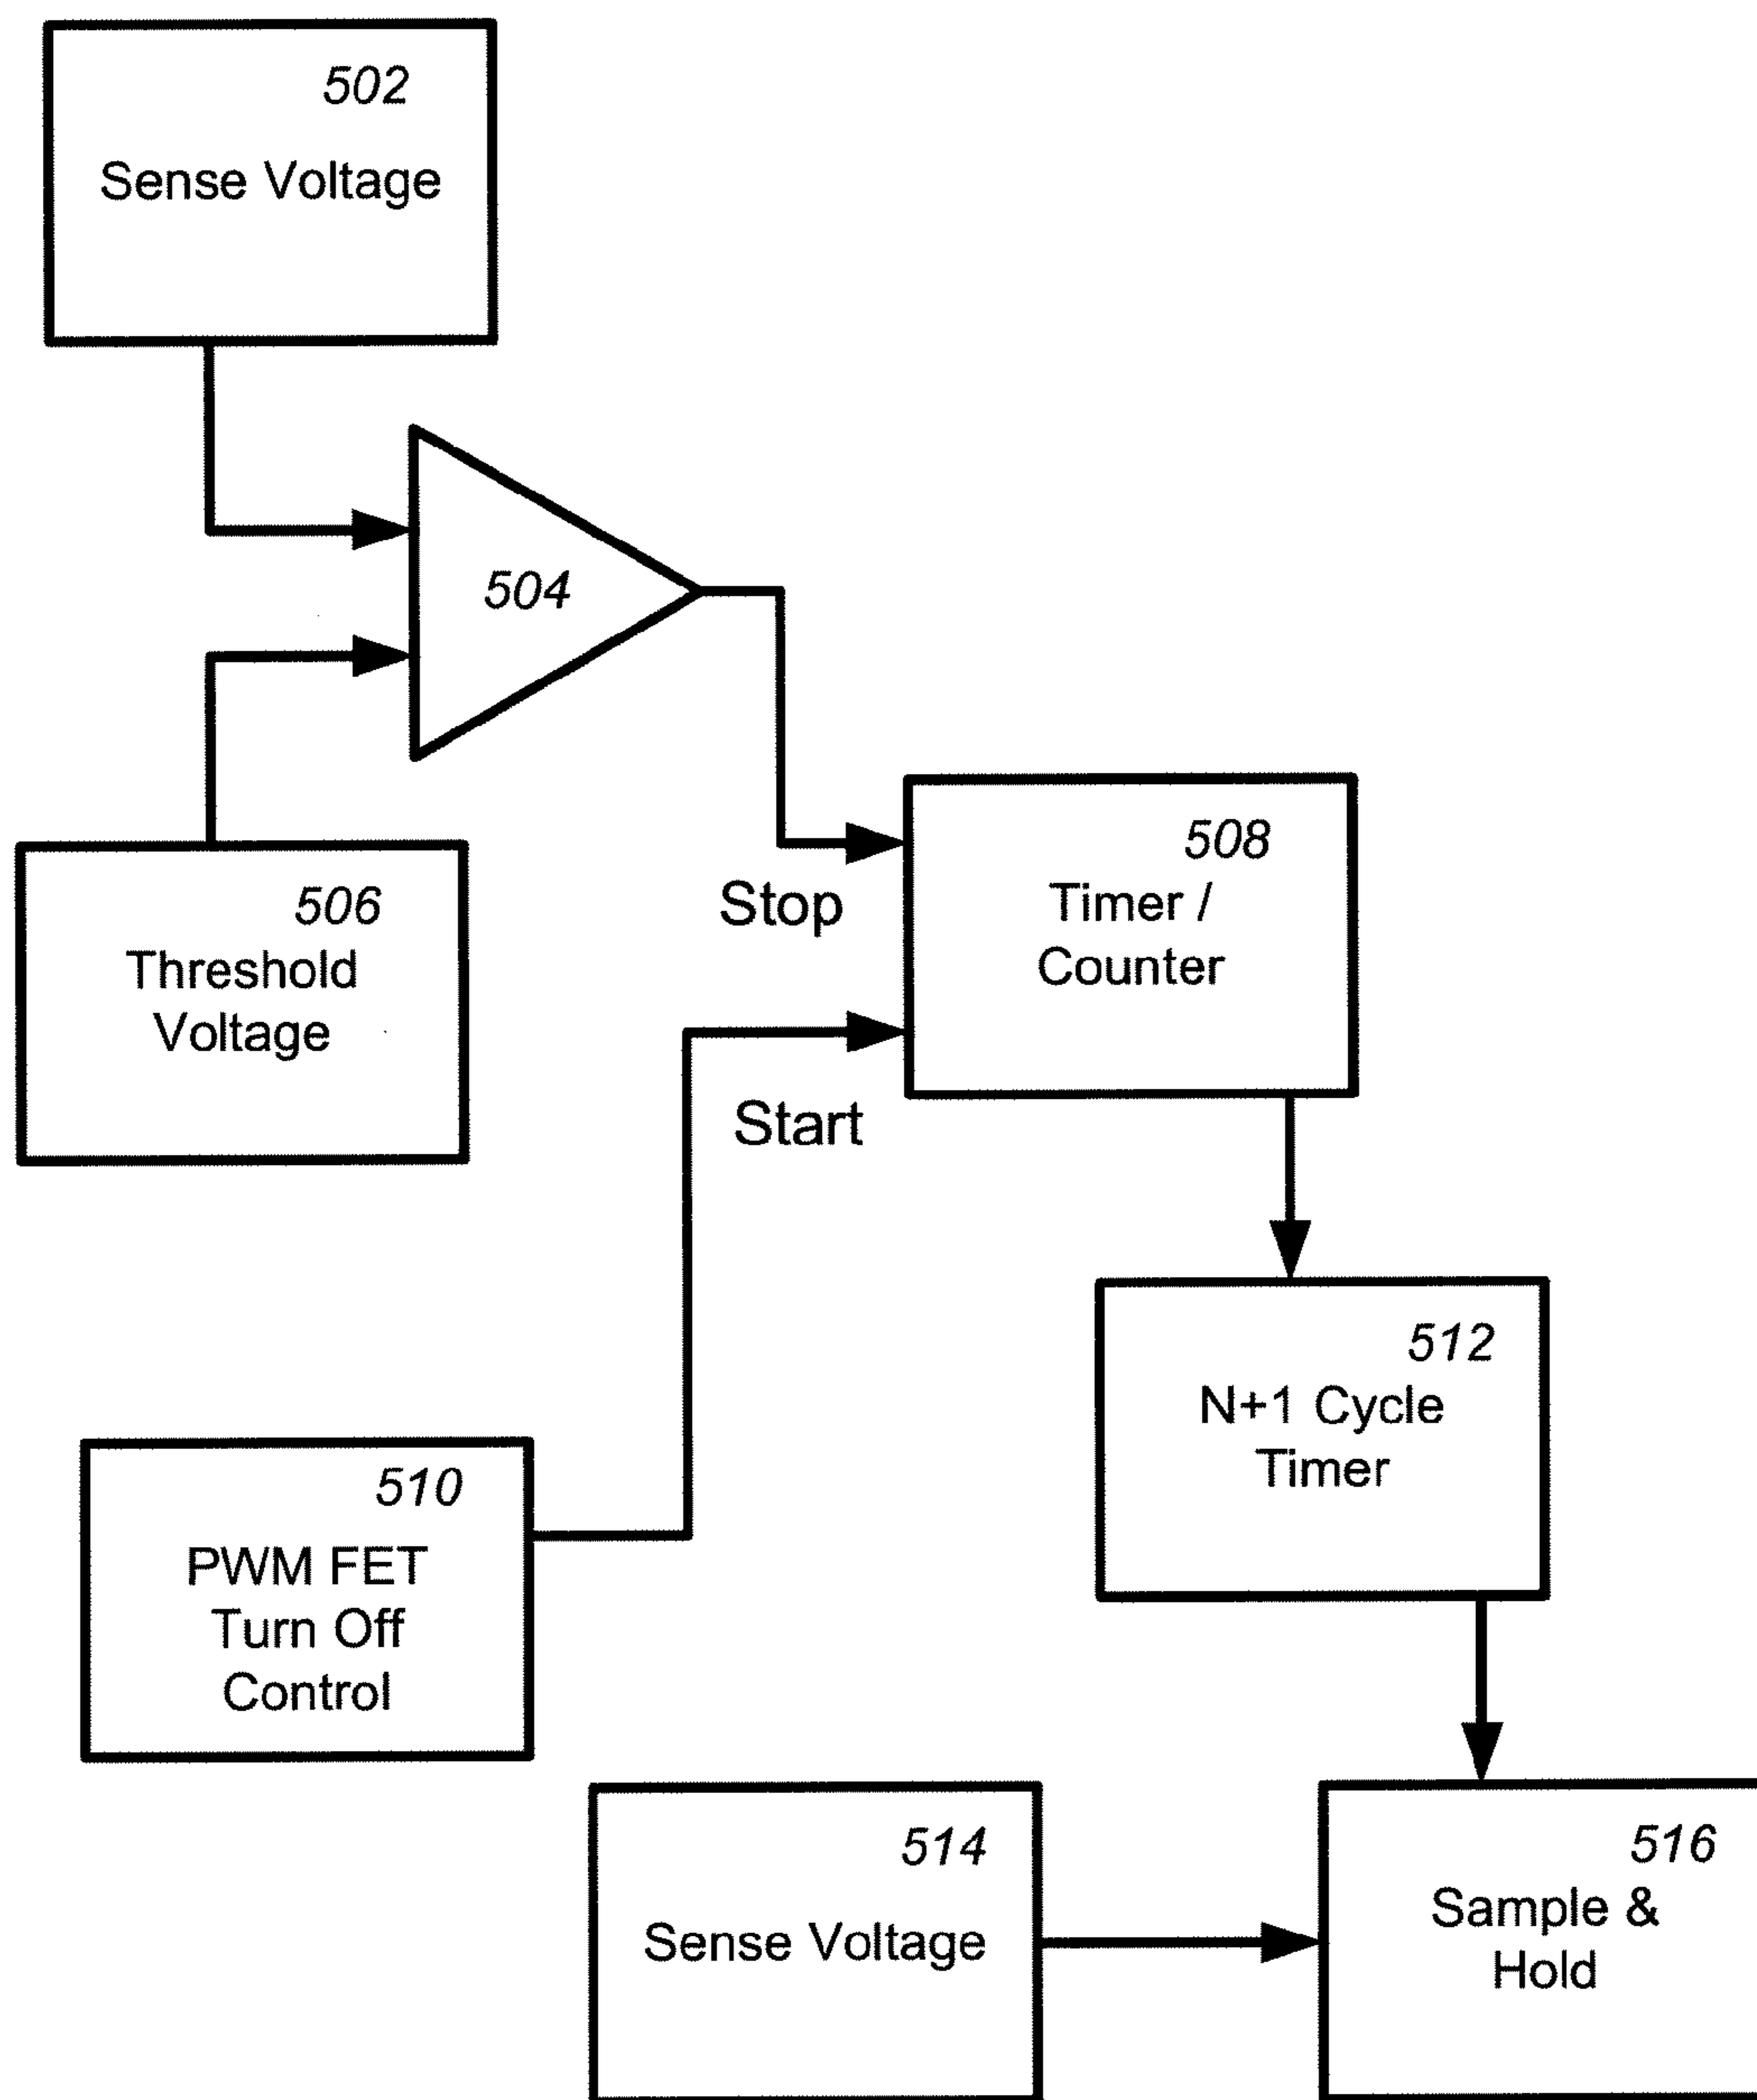 502
Sense Voltage
504
506
Threshold
Voltage
Stop
508
Timer /
Counter
Start
510
PWM FET
Turn Off
Control
512
N+1 Cycle
Timer
514
Sense Voltage
516
Sample &
Hold